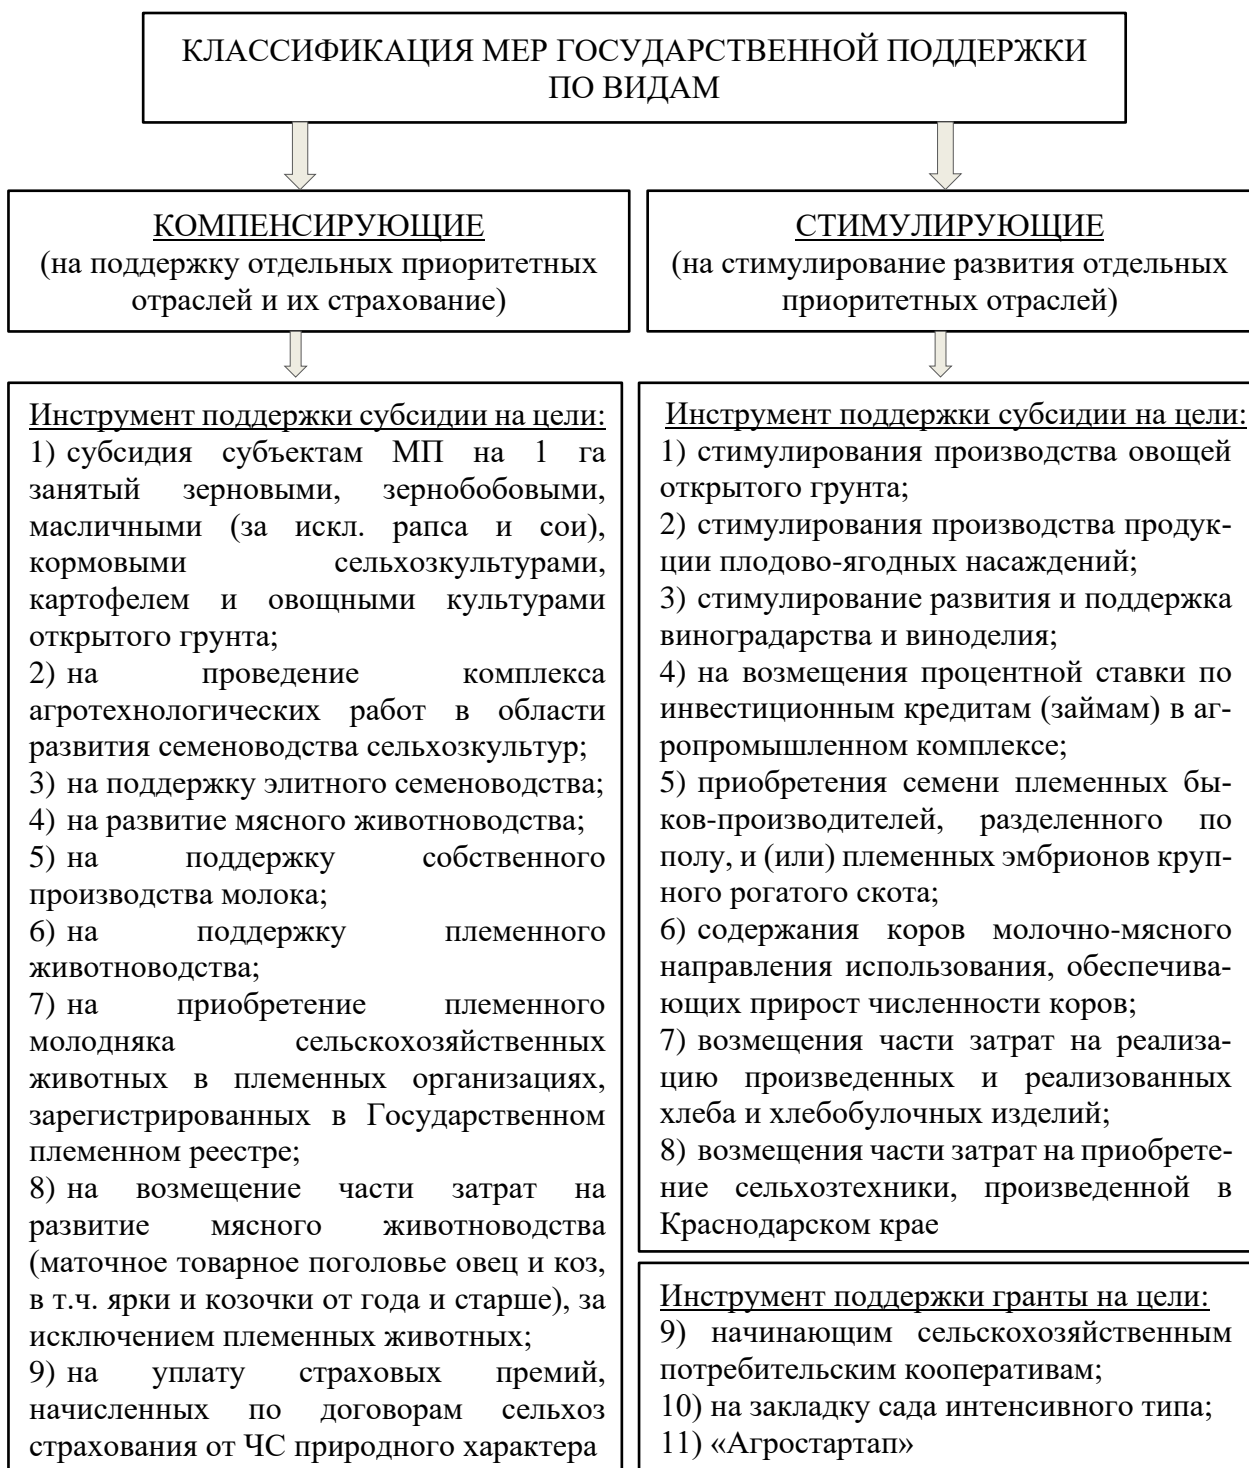 КЛАССИФИКАЦИЯ МЕР ГОСУДАРСТВЕННОЙ ПОДДЕРЖКИ
ПО ВИДАМ
КОМПЕНСИРУЮЩИЕ
(на поддержку отдельных приоритетных
отраслей и их страхование)
СТИМУЛИРУЮЩИЕ
(на стимулирование развития отдельных
приоритетных отраслей)
Инструмент поддержки субсидии на цели:
1) субсидия субъектам МП на 1 га
занятый зерновыми, зернобобовыми,
масличными (за искл. рапса и сои),
кормовыми сельхозкультурами,
картофелем и овощными культурами
открытого грунта;
2) на проведение комплекса
агротехнологических работ в области
развития семеноводства сельхозкультур;
3) на поддержку элитного семеноводства;
4) на развитие мясного животноводства;
5) на поддержку собственного
производства молока;
6) на поддержку племенного
животноводства;
7) на приобретение племенного
молодняка сельскохозяйственных
животных в племенных организациях,
зарегистрированных в Государственном
племенном реестре;
8) на возмещение части затрат на
развитие мясного животноводства
(маточное товарное поголовье овец и коз,
в т.ч. ярки и козочки от года и старше), за
исключением племенных животных;
9) на уплату страховых премий,
начисленных по договорам сельхоз
страхования от ЧС природного характера
Инструмент поддержки субсидии на цели:
1) стимулирования производства овощей
открытого грунта;
2) стимулирования производства продук-
ции плодово-ягодных насаждений;
3) стимулирование развития и поддержка
виноградарства и виноделия;
4) на возмещения процентной ставки по
инвестиционным кредитам (займам) в аг-
ропромышленном комплексе;
5) приобретения семени племенных бы-
ков-производителей, разделенного по
полу, и (или) племенных эмбрионов круп-
ного рогатого скота;
6) содержания коров молочно-мясного
направления использования, обеспечива-
ющих прирост численности коров;
7) возмещения части затрат на реализа-
цию произведенных и реализованных
хлеба и хлебобулочных изделий;
8) возмещения части затрат на приобрете-
ние сельхозтехники, произведенной в
Краснодарском крае
Инструмент поддержки гранты на цели:
9) начинающим сельскохозяйственным
потребительским кооперативам;
10) на закладку сада интенсивного типа;
11) «Агростартап»